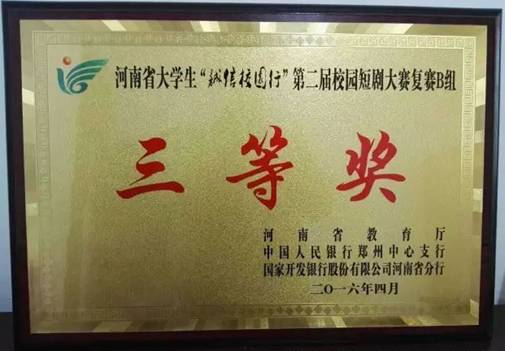 河南省大学生“诚信校园行”第二届校园短剧大赛复赛B组
三等奖
河南省教育厅
中国人民银行郑州中心支行
国家开发银行股份有限公司河南省分行
二〇一六年四月